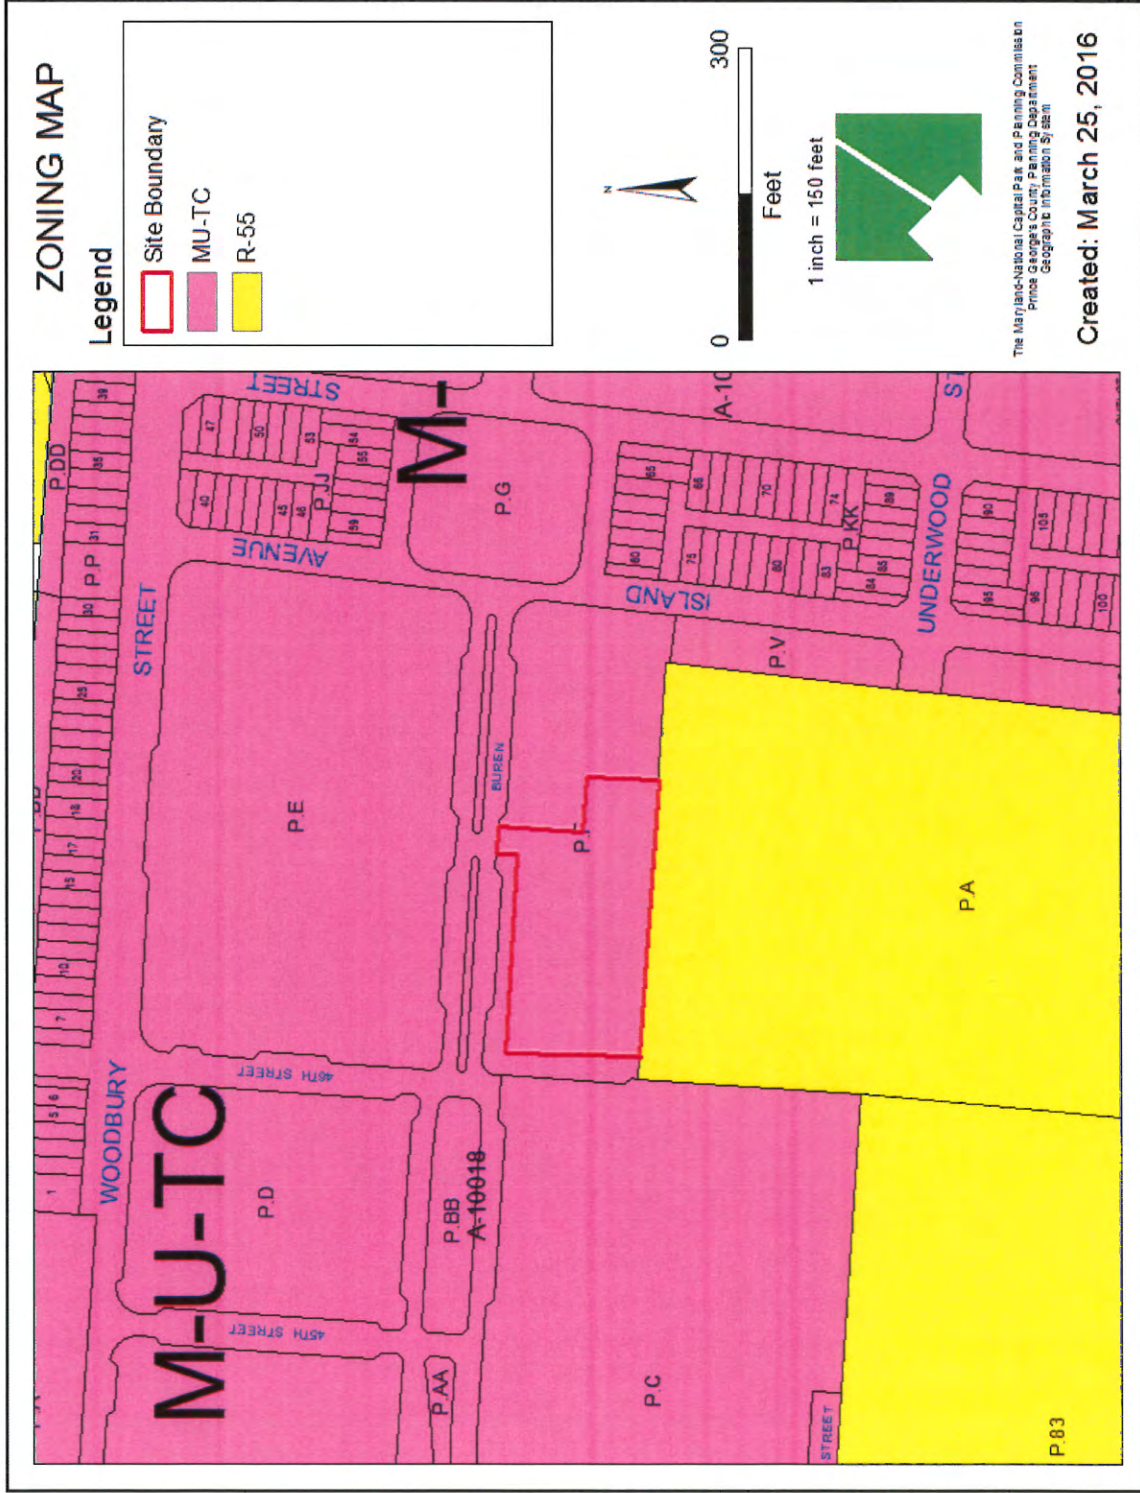 ZONING MAP
Legend
Site Boundary
MU-TC
R-55
N
0
300
Feet
1 inch = 150 feet
The Maryland-National Capital Park and Planning Commission
Prince George's County Planning Department
Geographic Information System
Created: March 25, 2016
M-U-TC
M-
WOODBURY
STREET
AVENUE
STREET
46TH STREET
45TH STREET
BUREN
ISLAND
UNDERWOOD
ST
STREET
P.DD
P.P
P.JJ
P.G
P.E
P.D
P.BB
A-10018
P.AA
P.C
P.A
P.V
P.KK
P.83
A-10
1
5
6
7
10
15
17
18
20
25
30
31
35
39
40
45
46
47
50
53
54
55
59
60
65
66
70
74
75
80
83
84
85
89
90
95
96
100
105